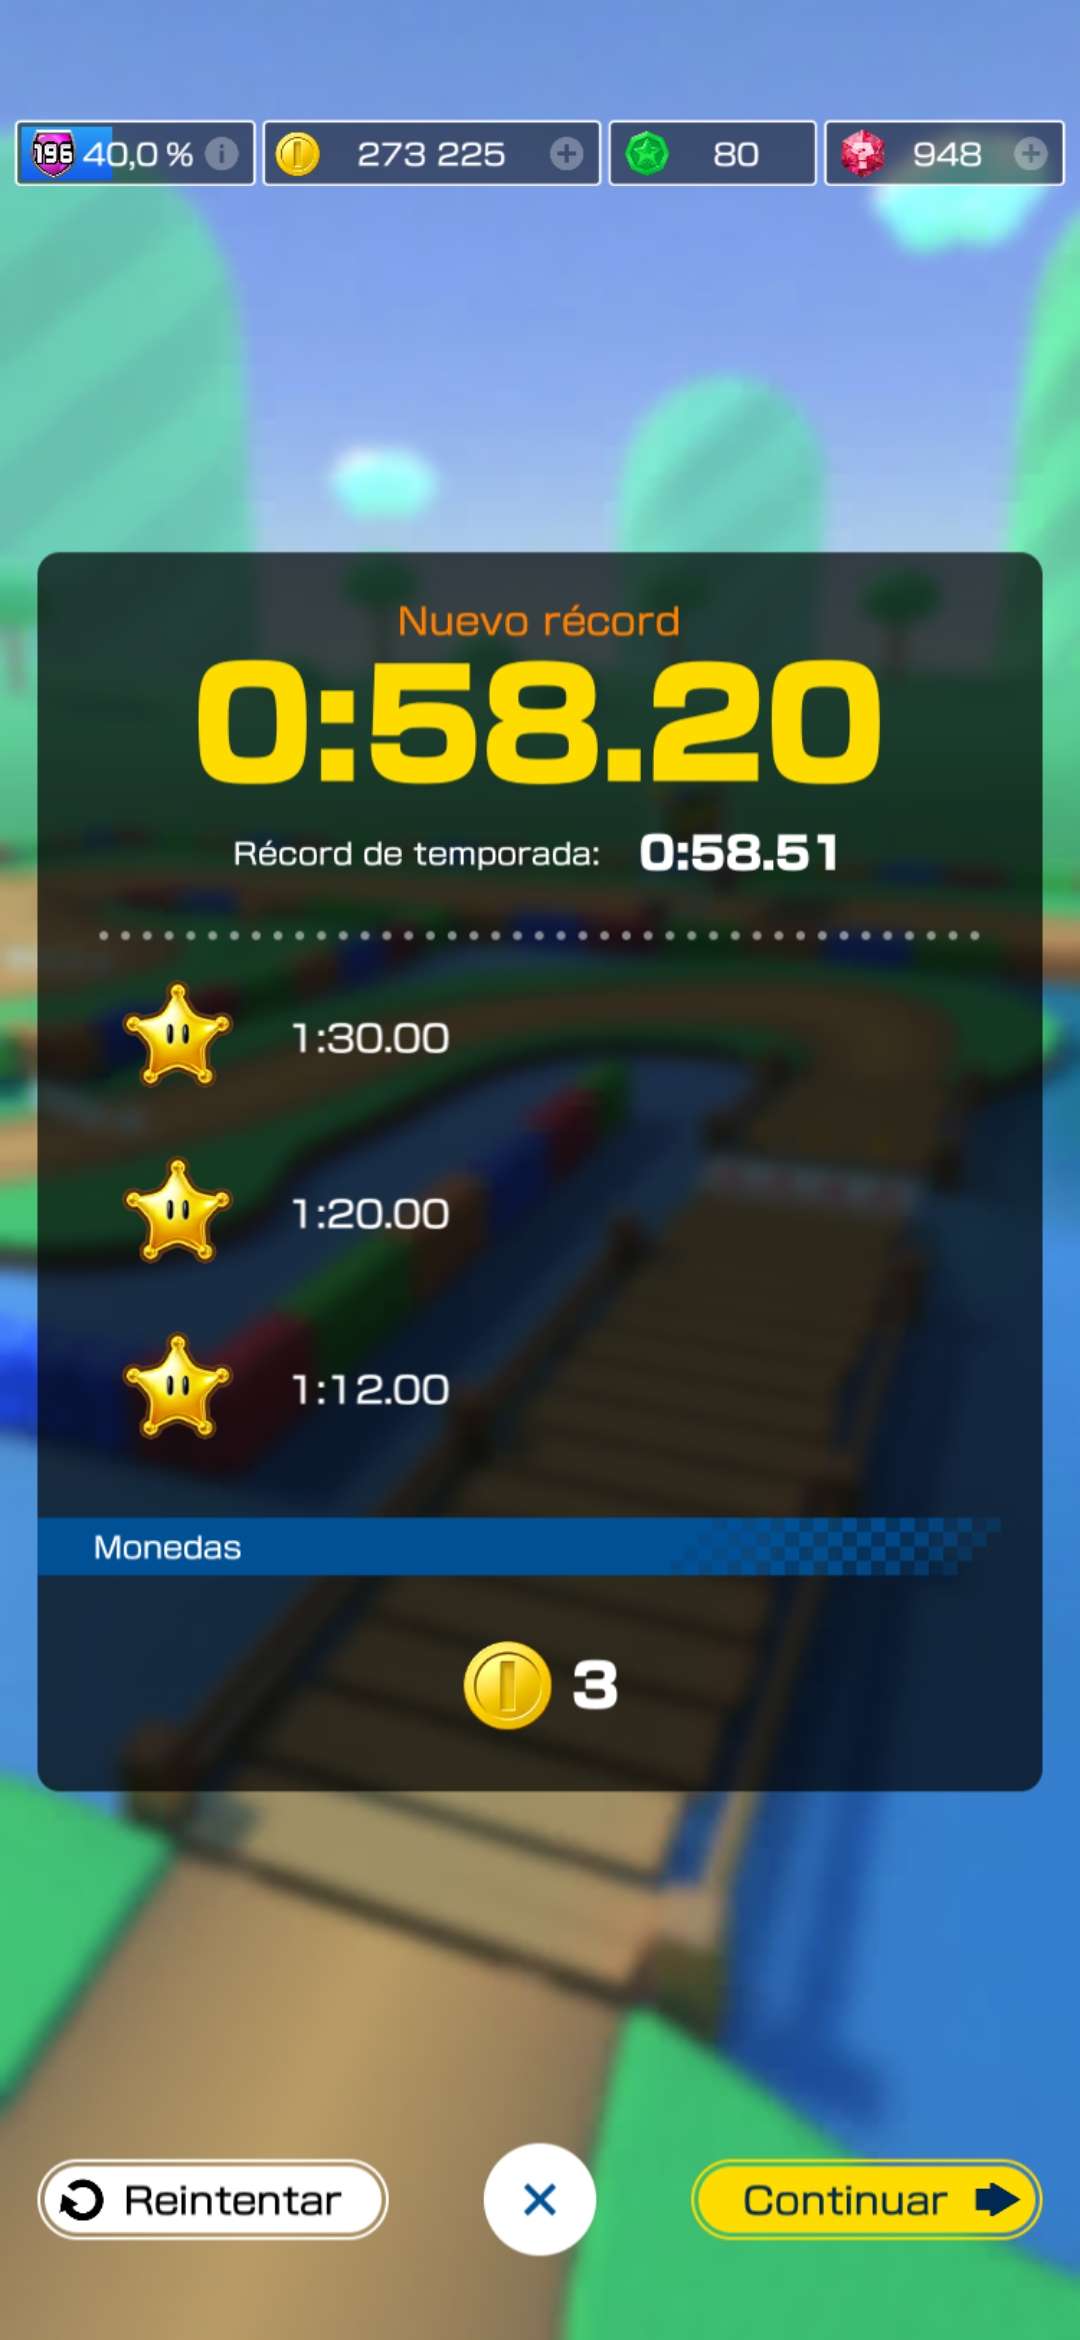 196 40,0 % i 273 225 + 80 ? 948 +
Nuevo récord
0:58.20
Récord de temporada: 0:58.51
1:30.00
1:20.00
1:12.00
Monedas
3
Reintentar × Continuar